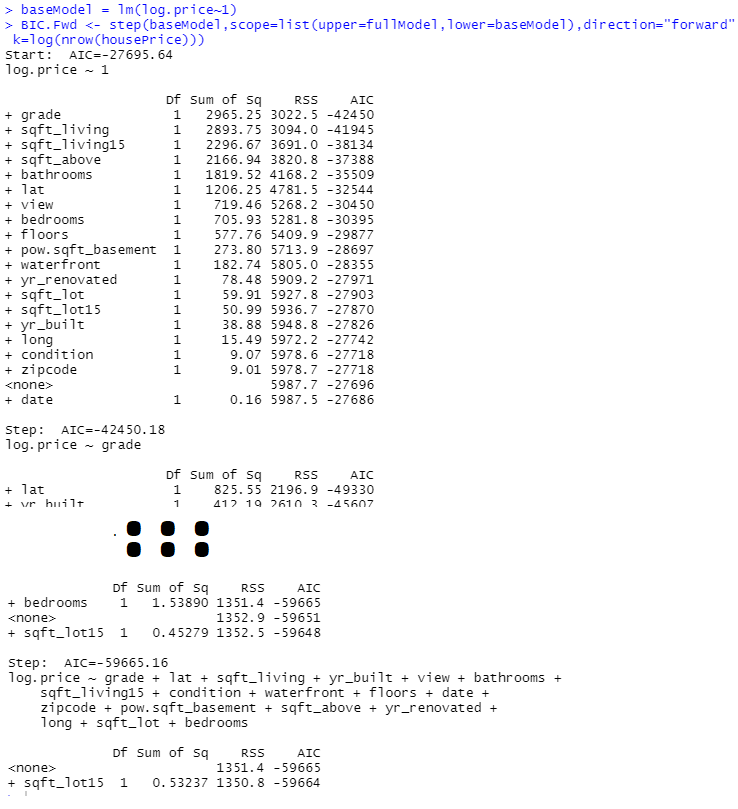 > baseModel = lm(log.price~1)
> BIC.Fwd <- step(baseModel,scope=list(upper=fullModel,lower=baseModel),direction="forward"
k=log(nrow(housePrice)))
Start:  AIC=-27695.64
log.price ~ 1
Df Sum of Sq    RSS    AIC
+ grade              1   2965.25 3022.5 -42450
+ sqft_living        1   2893.75 3094.0 -41945
+ sqft_living15      1   2296.67 3691.0 -38134
+ sqft_above         1   2166.94 3820.8 -37388
+ bathrooms          1   1819.52 4168.2 -35509
+ lat                1   1206.25 4781.5 -32544
+ view               1    719.46 5268.2 -30450
+ bedrooms           1    705.93 5281.8 -30395
+ floors             1    577.76 5409.9 -29877
+ pow.sqft_basement  1    273.80 5713.9 -28697
+ waterfront         1    182.74 5805.0 -28355
+ yr_renovated       1     78.48 5909.2 -27971
+ sqft_lot           1     59.91 5927.8 -27903
+ sqft_lot15         1     50.99 5936.7 -27870
+ yr_built           1     38.88 5948.8 -27826
+ long               1     15.49 5972.2 -27742
+ condition          1      9.07 5978.6 -27718
+ zipcode            1      9.01 5978.7 -27718
<none>                           5987.7 -27696
+ date               1      0.16 5987.5 -27686
Step:  AIC=-42450.18
log.price ~ grade
Df Sum of Sq    RSS    AIC
+ lat                1    825.55 2196.9 -49330
+ yr_built           1    412.19 2610.3 -45607
Df Sum of Sq    RSS    AIC
+ bedrooms    1   1.53890 1351.4 -59665
<none>                    1352.9 -59651
+ sqft_lot15  1   0.45279 1352.5 -59648
Step:  AIC=-59665.16
log.price ~ grade + lat + sqft_living + yr_built + view + bathrooms +
sqft_living15 + condition + waterfront + floors + date +
zipcode + pow.sqft_basement + sqft_above + yr_renovated +
long + sqft_lot + bedrooms
Df Sum of Sq    RSS    AIC
<none>                    1351.4 -59665
+ sqft_lot15  1   0.53237 1350.8 -59664